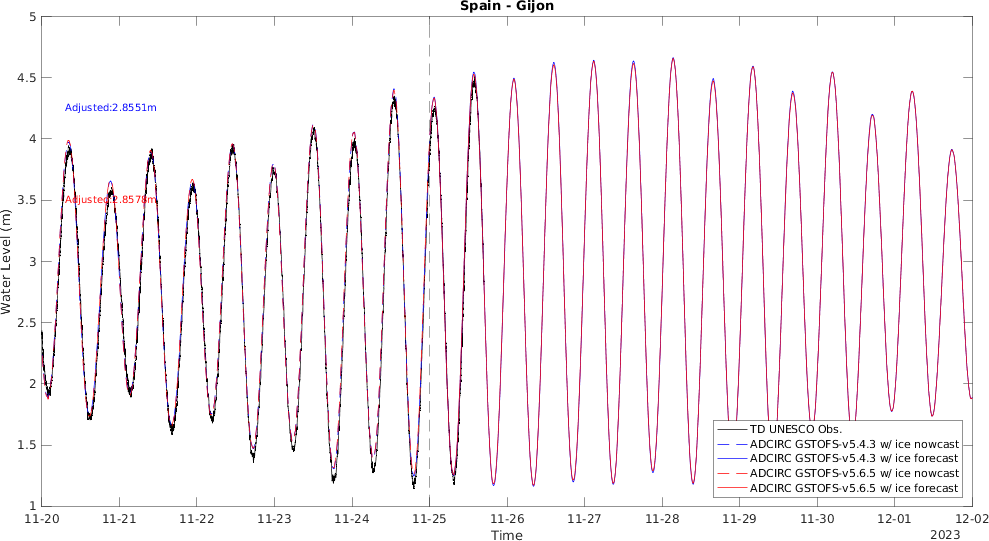 Spain - Gijon
5
4.5
4
3.5
3
2.5
2
1.5
1
Water Level (m)
Adjusted:2.8551m
Adjusted:2.8578m
TD UNESCO Obs.
ADCIRC GSTOFS-v5.4.3 w/ ice nowcast
ADCIRC GSTOFS-v5.4.3 w/ ice forecast
ADCIRC GSTOFS-v5.6.5 w/ ice nowcast
ADCIRC GSTOFS-v5.6.5 w/ ice forecast
11-20 11-21 11-22 11-23 11-24 11-25 11-26 11-27 11-28 11-29 11-30 12-01 12-02
Time
2023